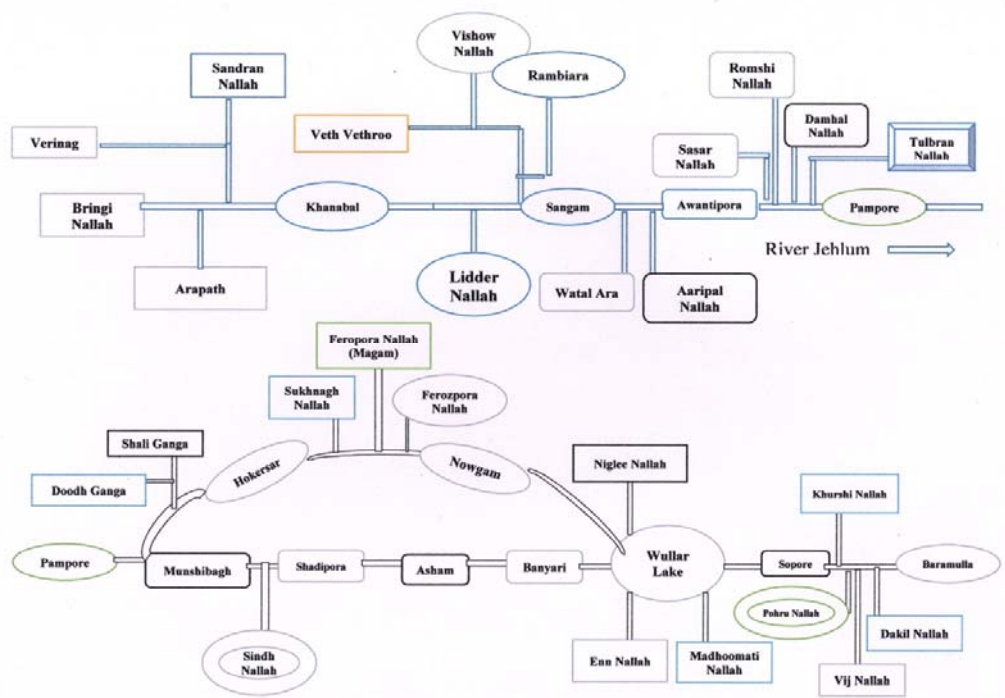 Vishow
Nallah
Sandran
Nallah
Rambiara
Romshi
Nallah
Damhal
Nallah
Verinag
Veth Vethroo
Sasar
Nallah
Tulbran
Nallah
Bringi
Nallah
Khanabal
Sangam
Awantipora
Pampore
River Jehlum
Arapath
Lidder
Nallah
Watal Ara
Aaripal
Nallah
Feropora Nallah
(Magam)
Sukhnagh
Nallah
Ferozpora
Nallah
Shali Ganga
Hokersar
Nowgam
Niglee Nallah
Doodh Ganga
Khurshi Nallah
Pampore
Munshibagh
Shadipora
Asham
Banyari
Wullar
Lake
Sopore
Baramulla
Pohru Nallah
Dakil Nallah
Sindh
Nallah
Enn Nallah
Madhoomati
Nallah
Vij Nallah